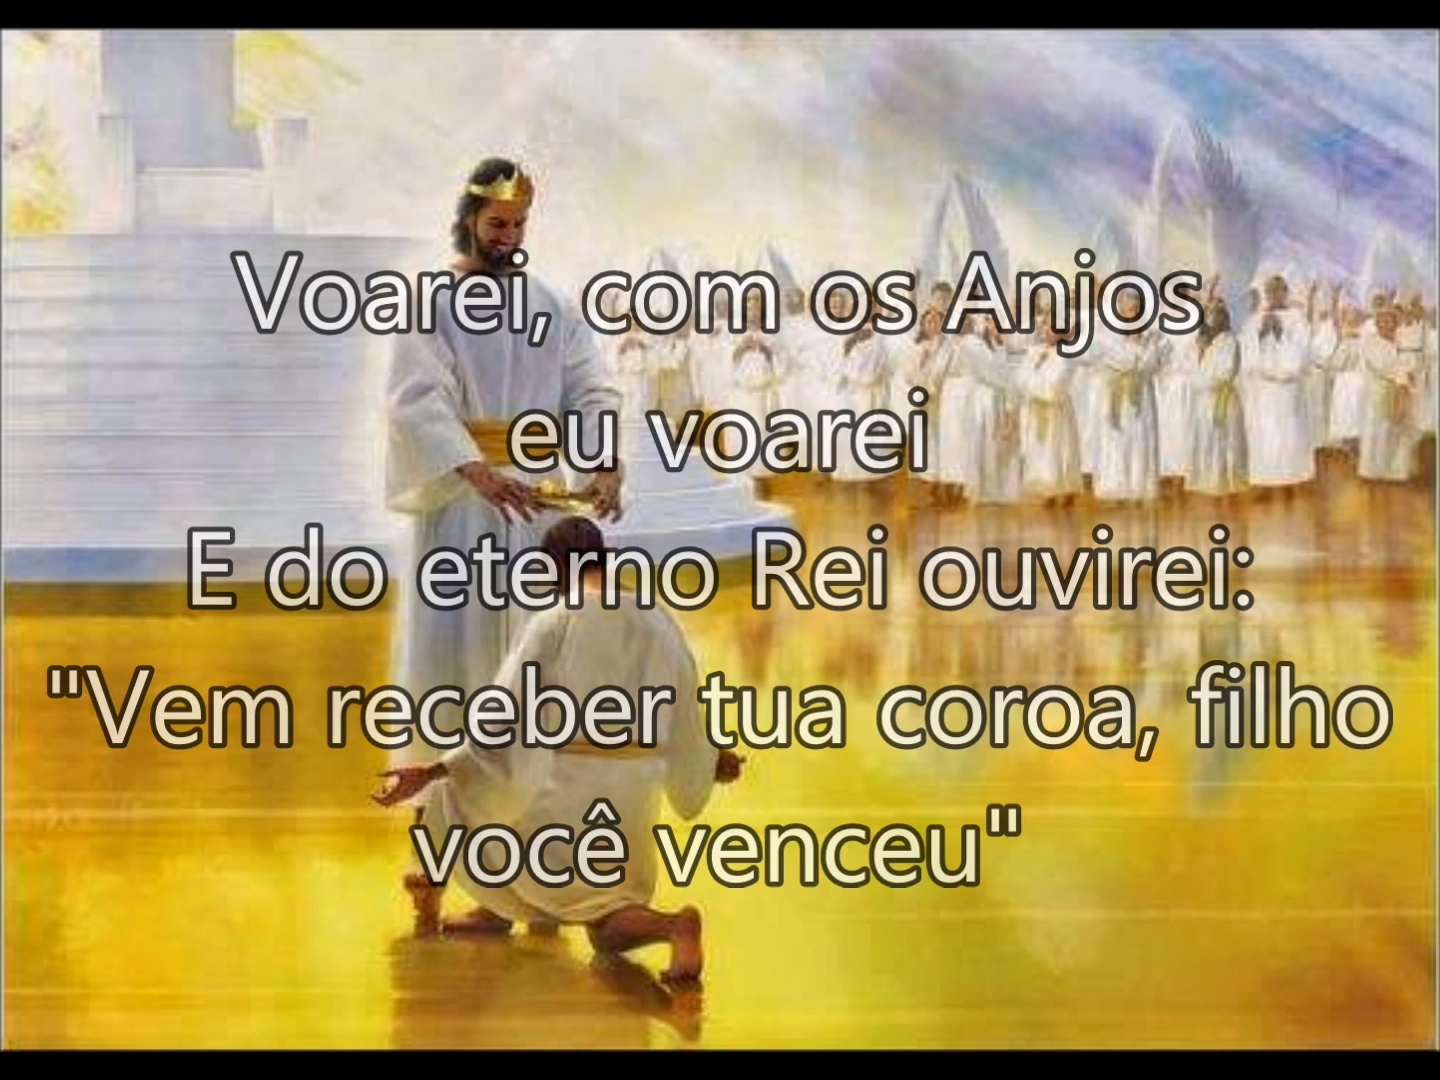 Voarei, com os Anjos
eu voarei
E do eterno Rei ouvirei:
"Vem receber tua coroa, filho
você venceu"